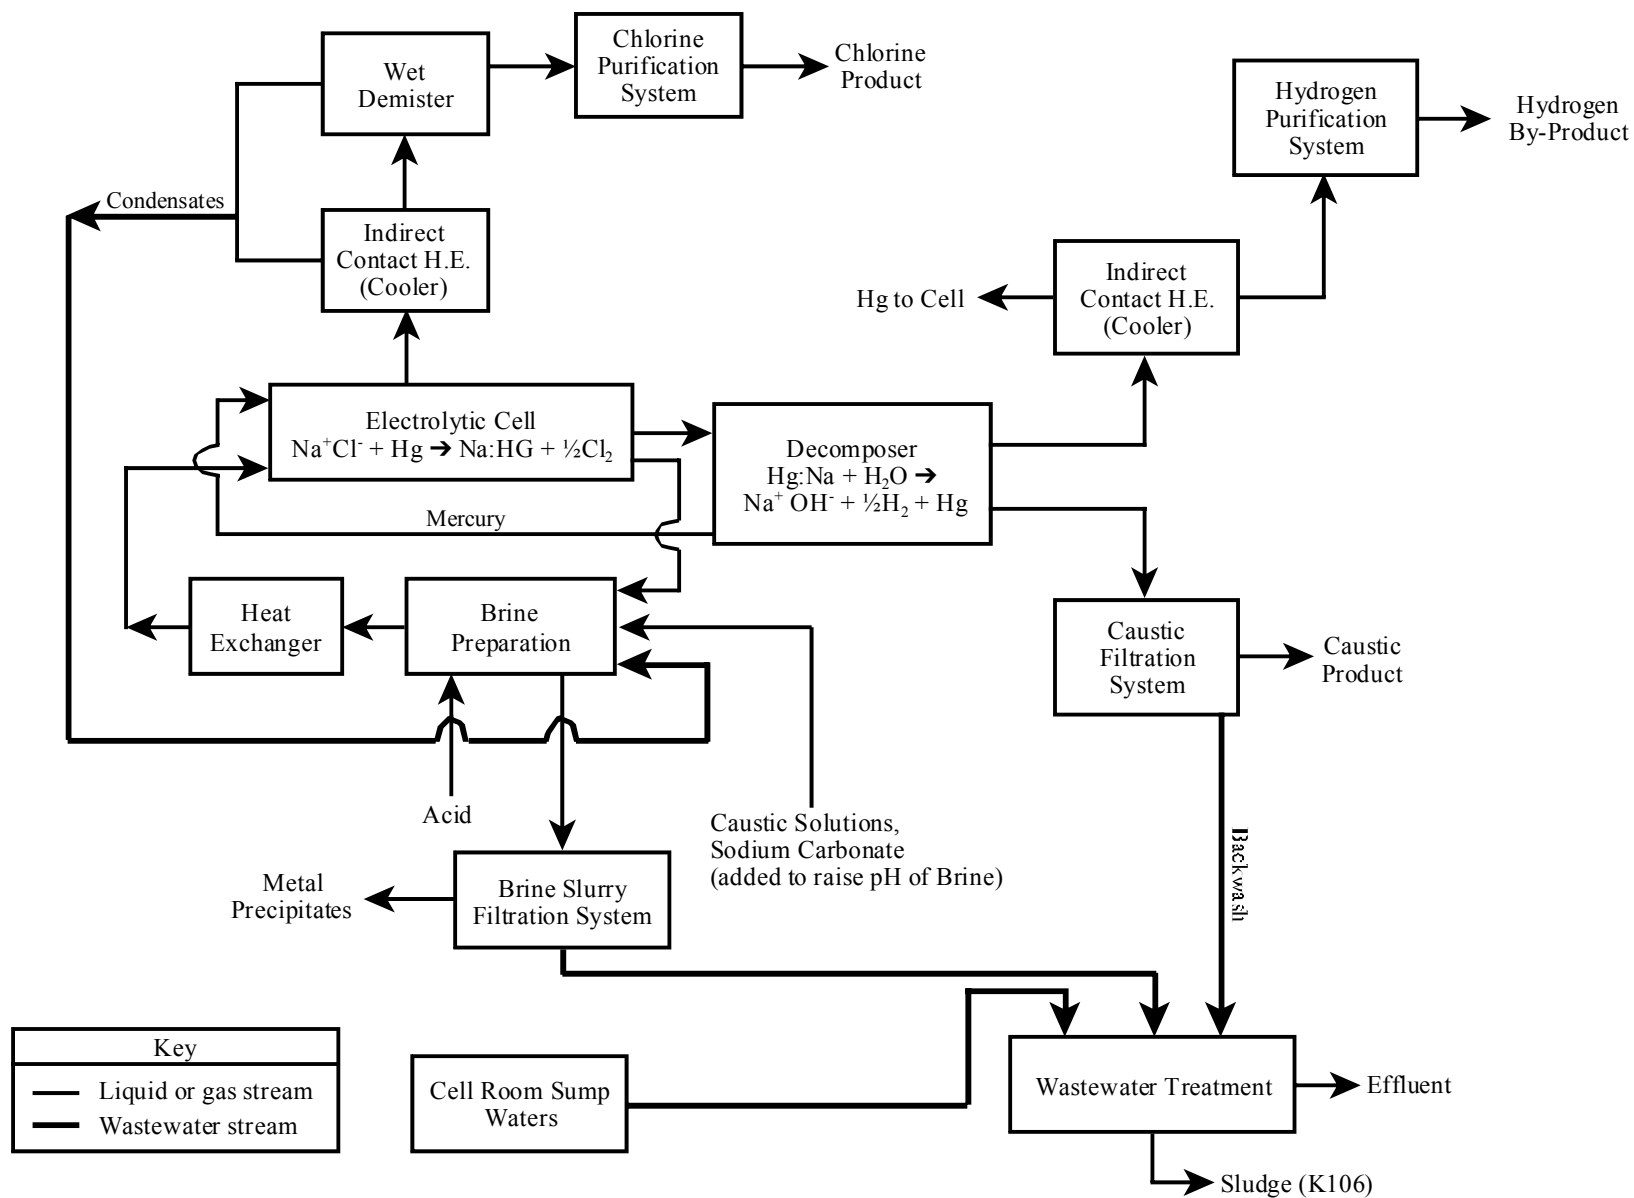 Wet
Demister
Chlorine
Purification
System
Chlorine
Product
Hydrogen
Purification
System
Hydrogen
By-Product
Condensates
Indirect
Contact H.E.
(Cooler)
Hg to Cell
Indirect
Contact H.E.
(Cooler)
Electrolytic Cell
Na⁺Cl⁻ + Hg ➔ Na:HG + ½Cl₂
Decomposer
Hg:Na + H₂O ➔
Na⁺ OH⁻ + ½H₂ + Hg
Mercury
Heat
Exchanger
Brine
Preparation
Caustic
Filtration
System
Caustic
Product
Acid
Caustic Solutions,
Sodium Carbonate
(added to raise pH of Brine)
Backwash
Metal
Precipitates
Brine Slurry
Filtration System
Key
Liquid or gas stream
Wastewater stream
Cell Room Sump
Waters
Wastewater Treatment
Effluent
Sludge (K106)